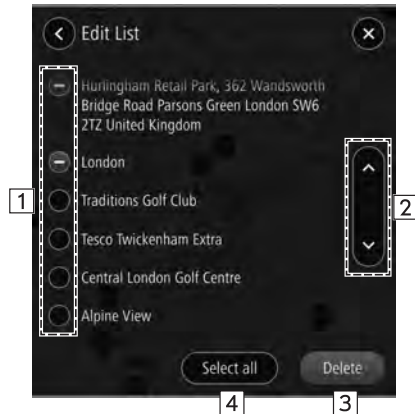 Edit List
Hurlingham Retail Park, 362 Wandsworth
Bridge Road Parsons Green London SW6
2TZ United Kingdom
London
1
Traditions Golf Club
2
Tesco Twickenham Extra
Central London Golf Centre
Alpine View
Select all
Delete
4
3